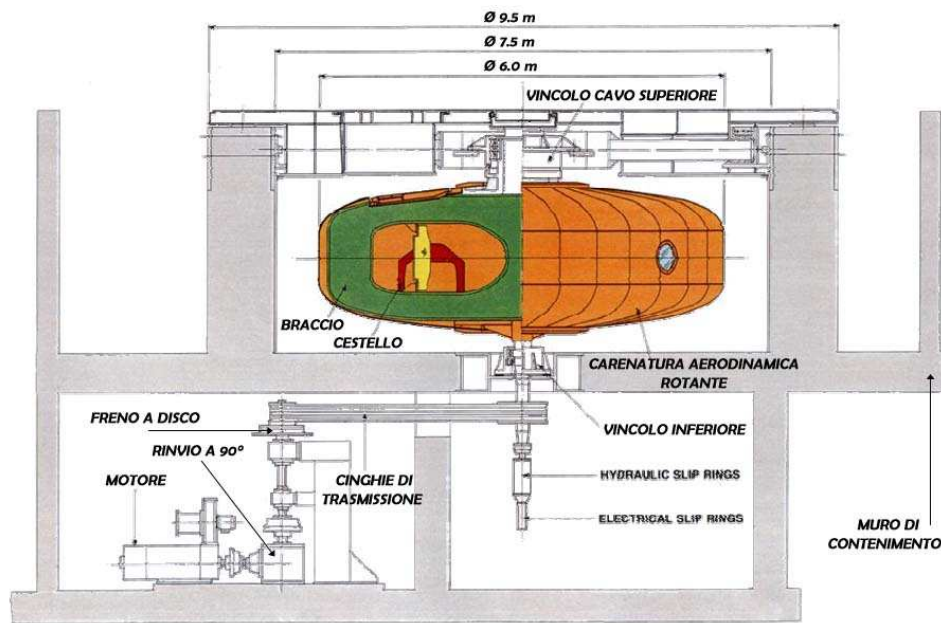 Ø 9.5 m
Ø 7.5 m
Ø 6.0 m
VINCOLO CAVO SUPERIORE
BRACCIO
CESTELLO
CARENATURA AERODINAMICA
ROTANTE
FRENO A DISCO
VINCOLO INFERIORE
RINVIO A 90°
MOTORE
CINGHIE DI
TRASMISSIONE
HYDRAULIC SLIP RINGS
ELECTRICAL SLIP RINGS
MURO DI
CONTENIMENTO